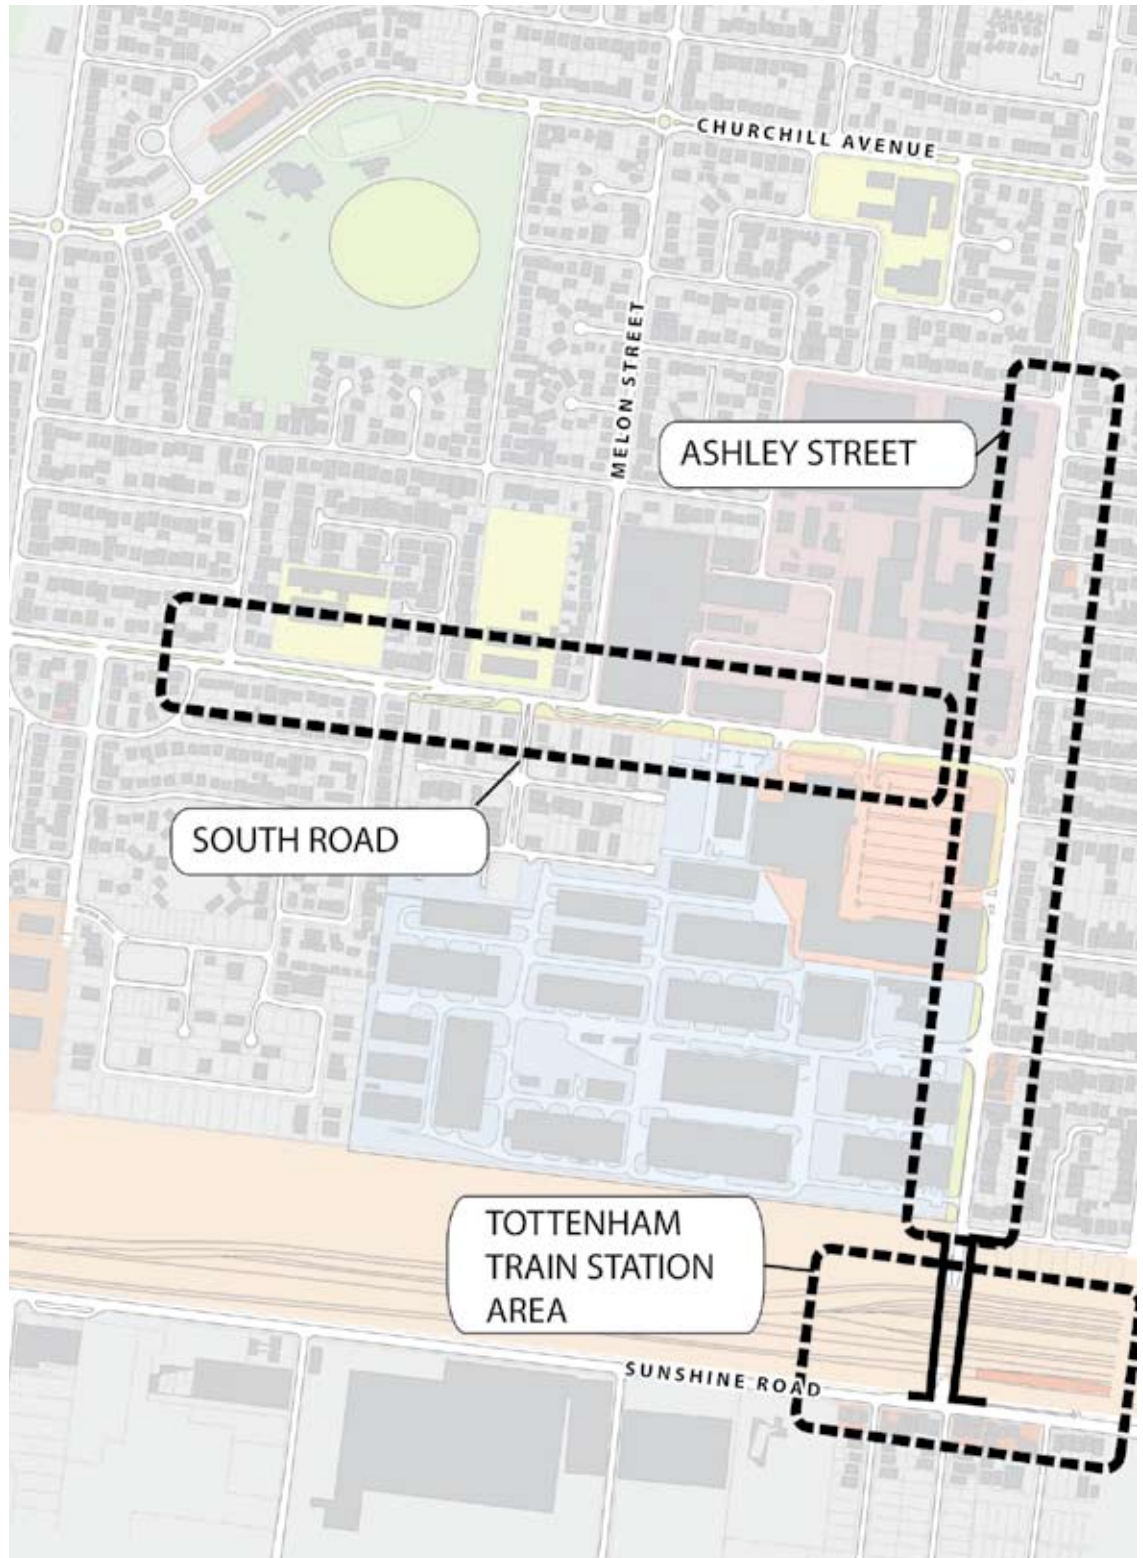 CHURCHILL AVENUE
MELON STREET
ASHLEY STREET
SOUTH ROAD
TOTTENHAM
TRAIN STATION
AREA
SUNSHINE ROAD